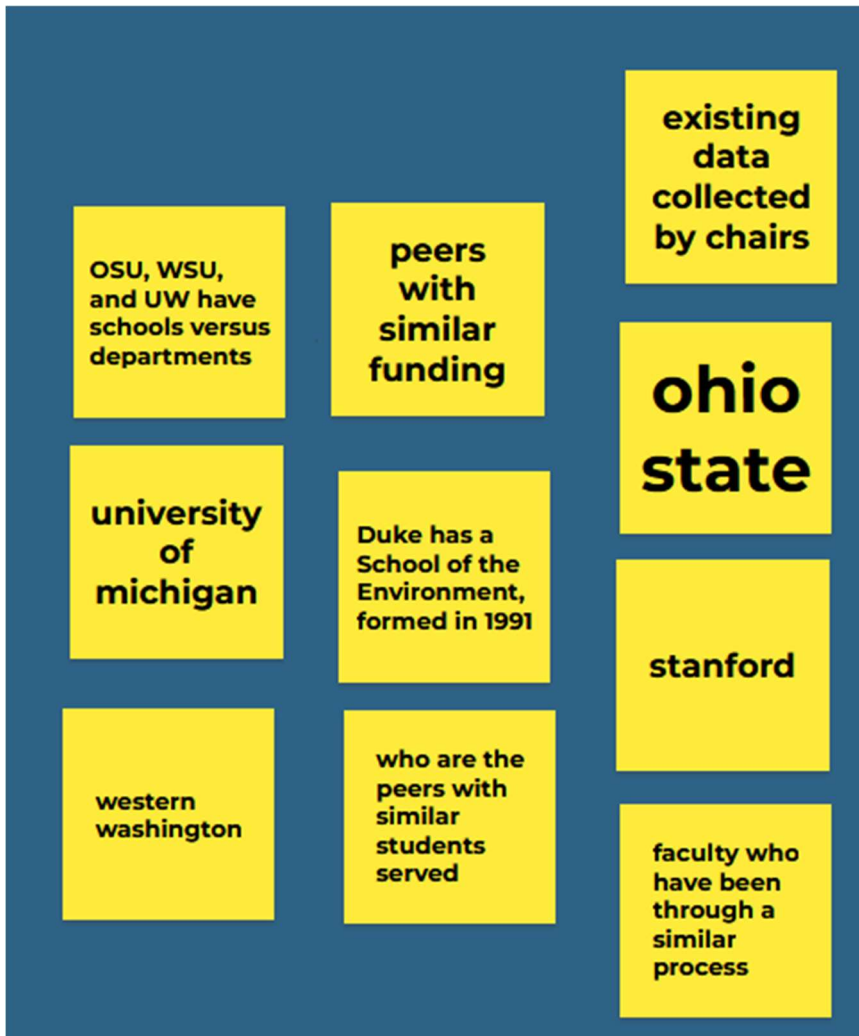 OSU, WSU,
and UW have
schools versus
departments
university
of
michigan
western
washington
peers
with
similar
funding
Duke has a
School of the
Environment,
formed in 1991
who are the
peers with
similar
students
served
existing
data
collected
by chairs
ohio
state
stanford
faculty who
have been
through a
similar
process